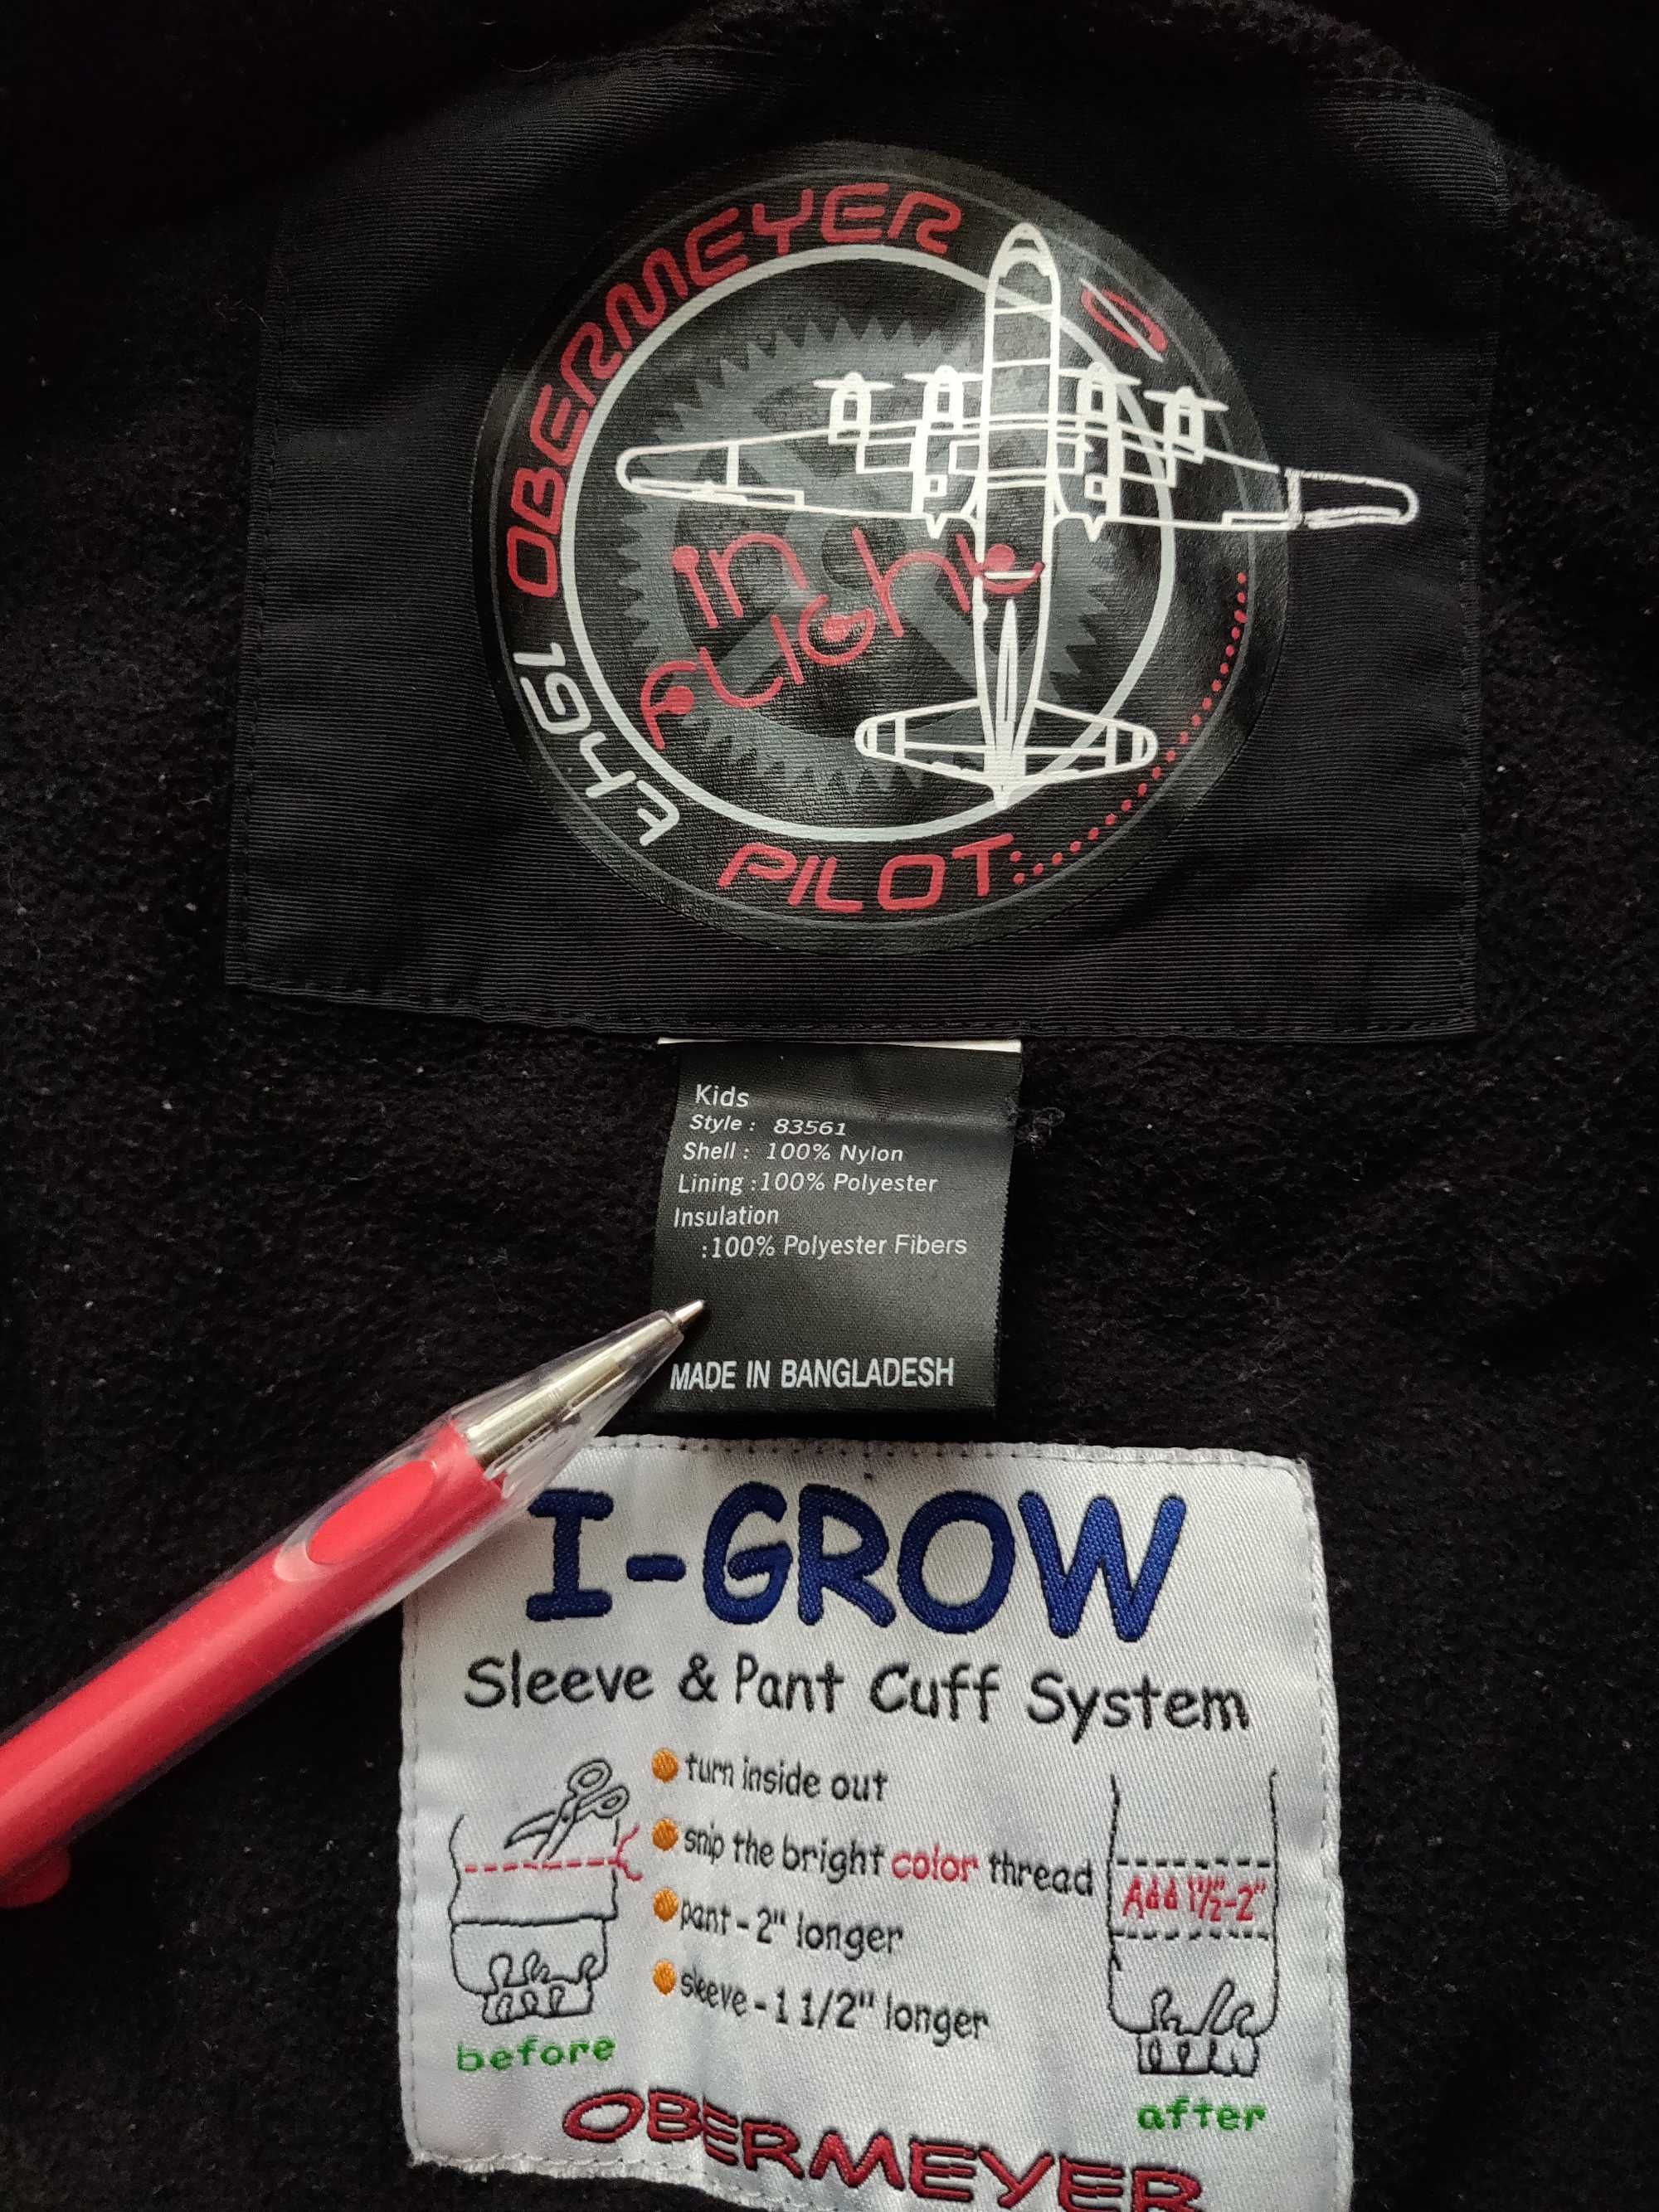 OBERMEYER
1947
PILOT:
in
FLIGHT
Kids
Style : 83561
Shell : 100% Nylon
Lining :100% Polyester
Insulation
:100% Polyester Fibers
MADE IN BANGLADESH
I-GROW
Sleeve & Pant Cuff System
turn inside out
snip the bright color thread
pant - 2" longer
sleeve - 1 1/2" longer
Add 1 1/2"-2"
before
after
OBERMEYER